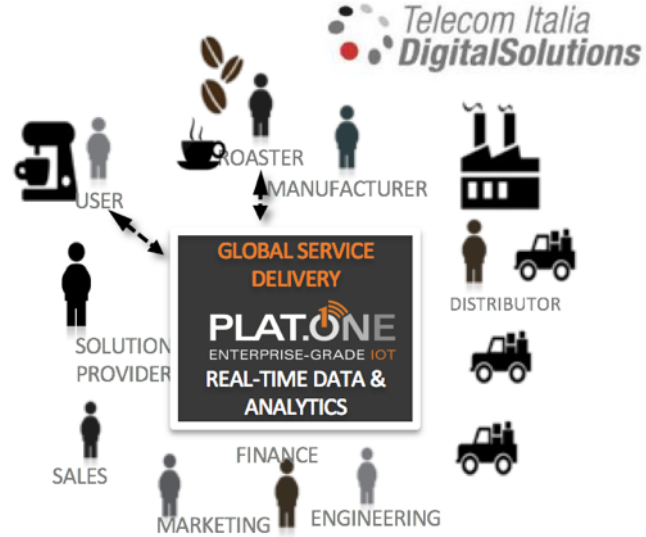 Telecom Italia
DigitalSolutions
ROASTER
MANUFACTURER
USER
GLOBAL SERVICE
DELIVERY
PLAT.ONE
ENTERPRISE-GRADE IOT
REAL-TIME DATA &
ANALYTICS
DISTRIBUTOR
SOLUTION
PROVIDER
FINANCE
SALES
MARKETING
ENGINEERING